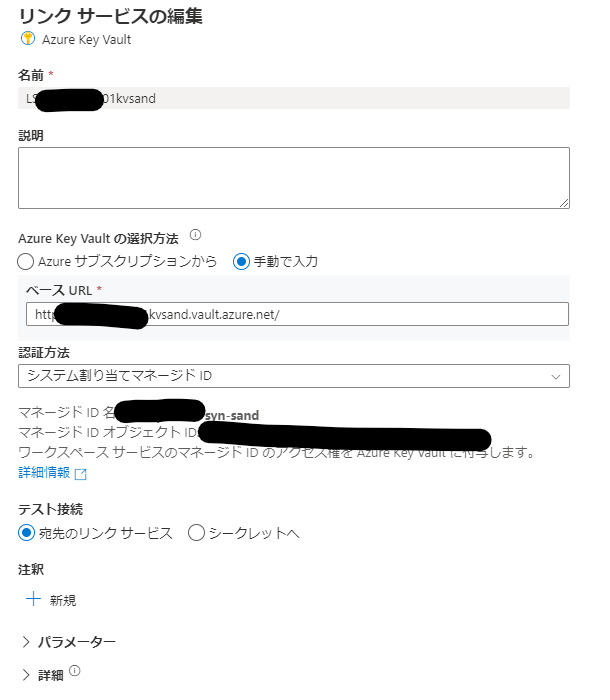 リンク サービスの編集
Azure Key Vault
名前 *
01kvsand
説明
Azure Key Vault の選択方法
Azure サブスクリプションから 手動で入力
ベース URL *
kvsand.vault.azure.net/
認証方法
システム割り当てマネージド ID
マネージド ID 名 syn-sand
マネージド ID オブジェクト ID:
ワークスペース サービスのマネージド ID のアクセス権を Azure Key Vault に付与します。
詳細情報
テスト接続
宛先のリンク サービス シークレットへ
注釈
新規
パラメーター
詳細